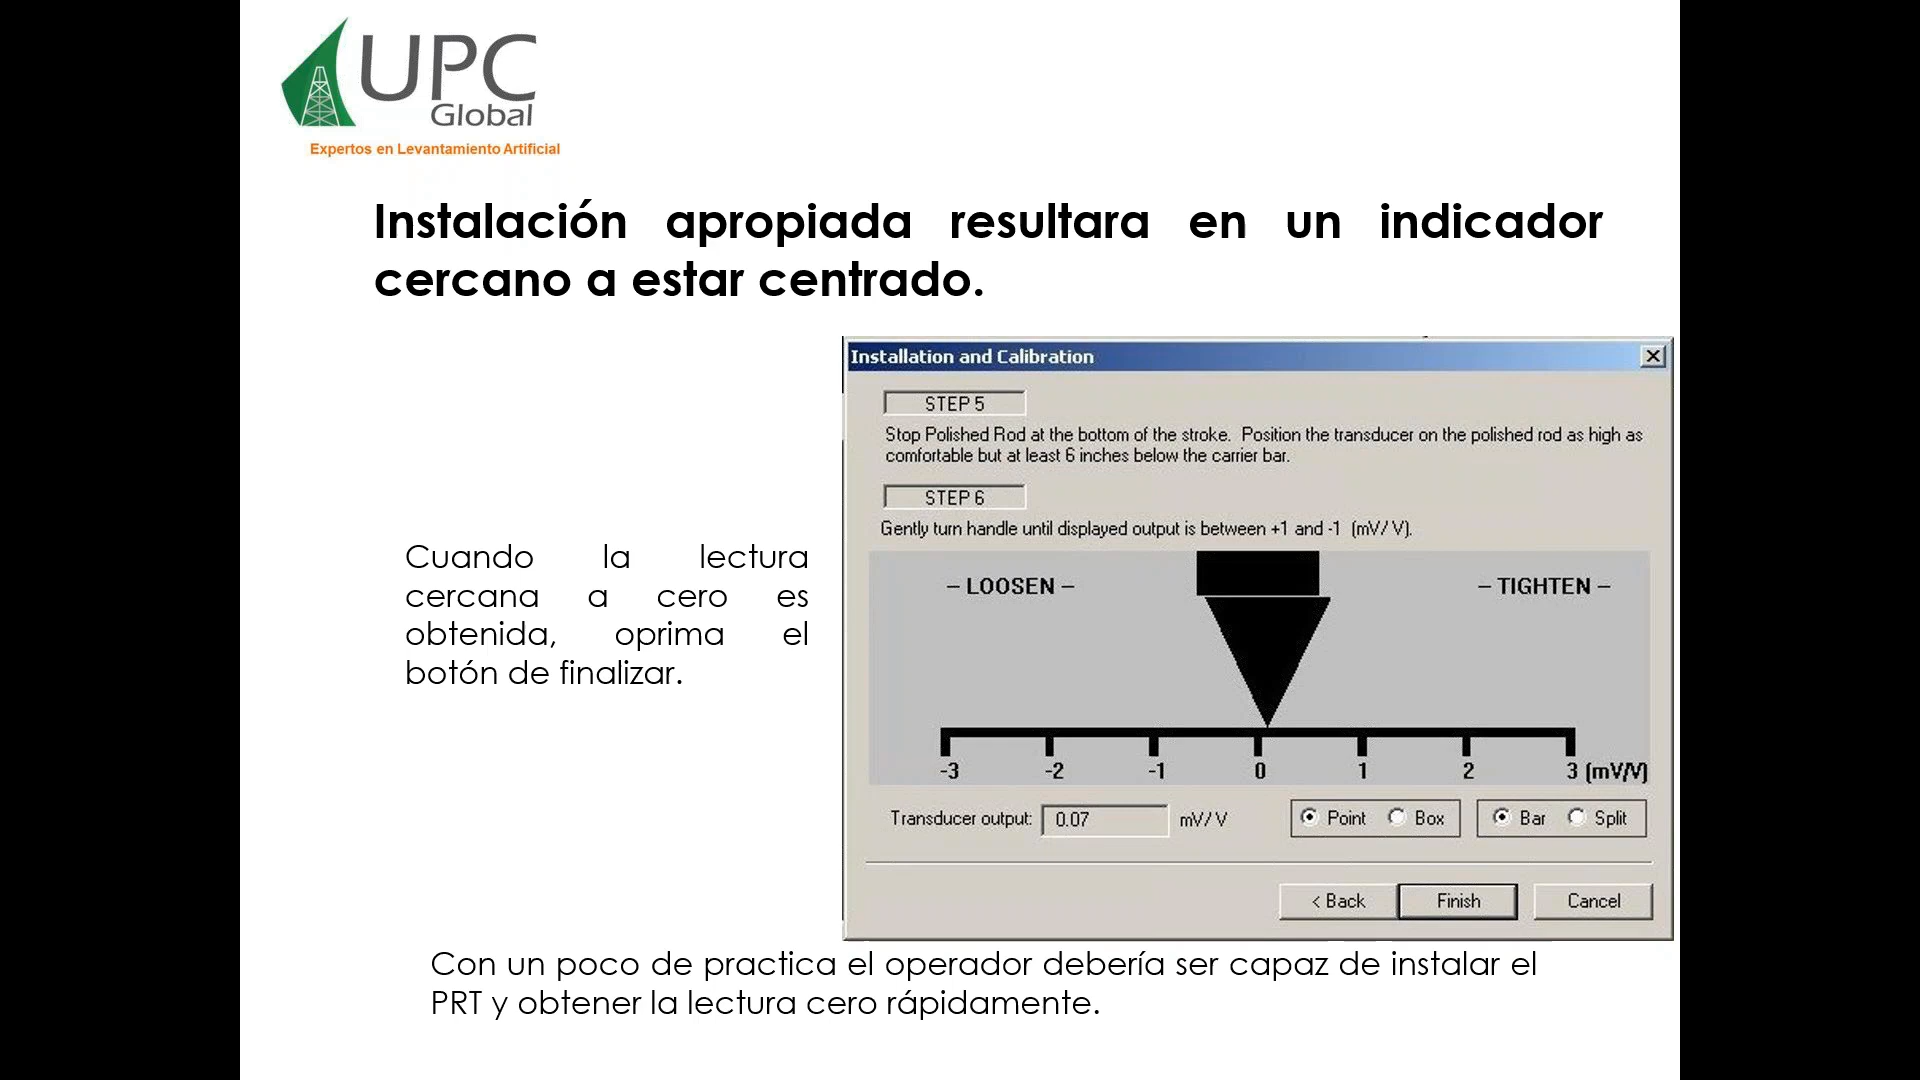 UPC
Global
Expertos en Levantamiento Artificial
Instalación apropiada resultara en un indicador
cercano a estar centrado.
Cuando la lectura
cercana a cero es
obtenida, oprima el
botón de finalizar.
Installation and Calibration
STEP 5
Stop Polished Rod at the bottom of the stroke. Position the transducer on the polished rod as high as
comfortable but at least 6 inches below the carrier bar.
STEP 6
Gently turn handle until displayed output is between +1 and -1 (mV/ V).
– LOOSEN – – TIGHTEN –
-3 -2 -1 0 1 2 3 (mV/V)
Transducer output: 0.07 mV/ V Point Box Bar Split
< Back Finish Cancel
Con un poco de practica el operador debería ser capaz de instalar el
PRT y obtener la lectura cero rápidamente.